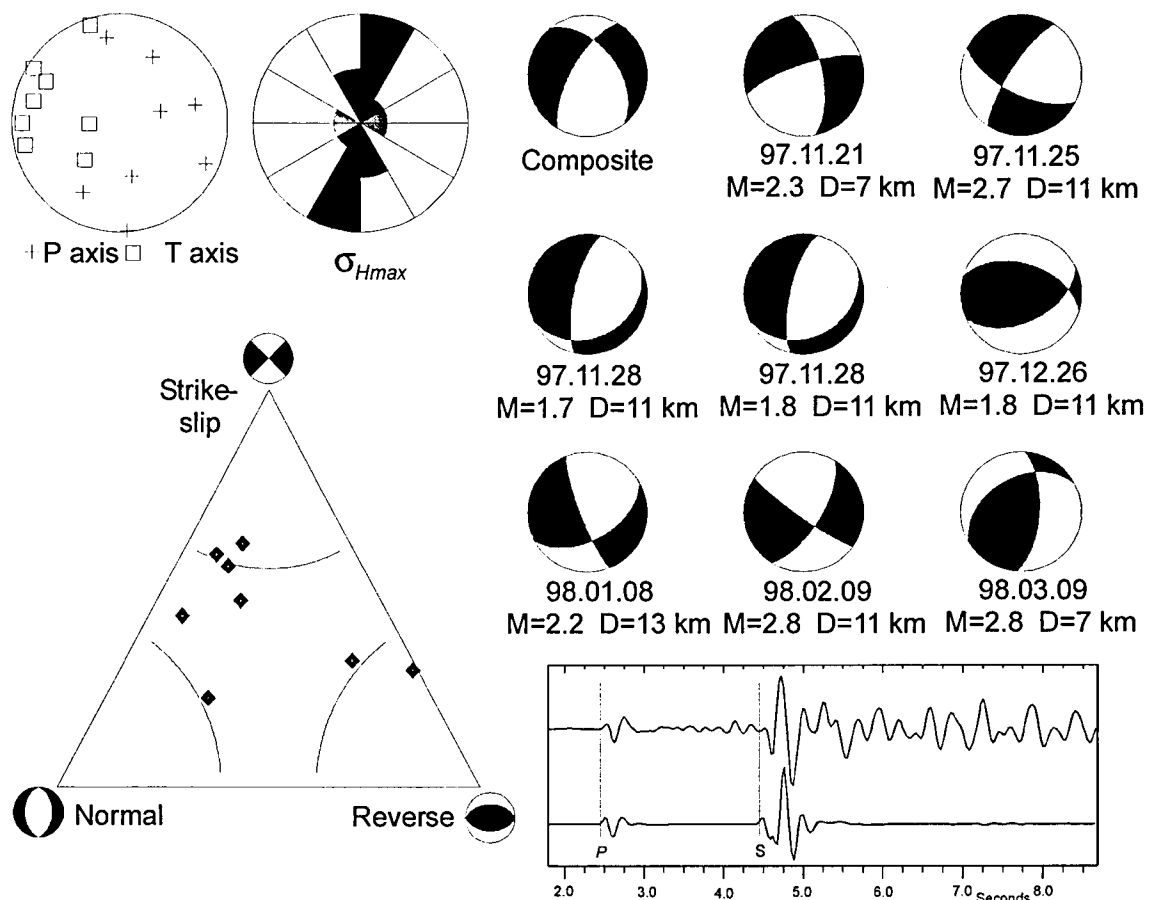 P axis T axis
σHmax
Composite
97.11.21
M=2.3 D=7 km
97.11.25
M=2.7 D=11 km
97.11.28
M=1.7 D=11 km
97.11.28
M=1.8 D=11 km
97.12.26
M=1.8 D=11 km
98.01.08
M=2.2 D=13 km
98.02.09
M=2.8 D=11 km
98.03.09
M=2.8 D=7 km
Strike-
slip
Normal
Reverse
P
S
2.0 3.0 4.0 5.0 6.0 7.0 Seconds 8.0